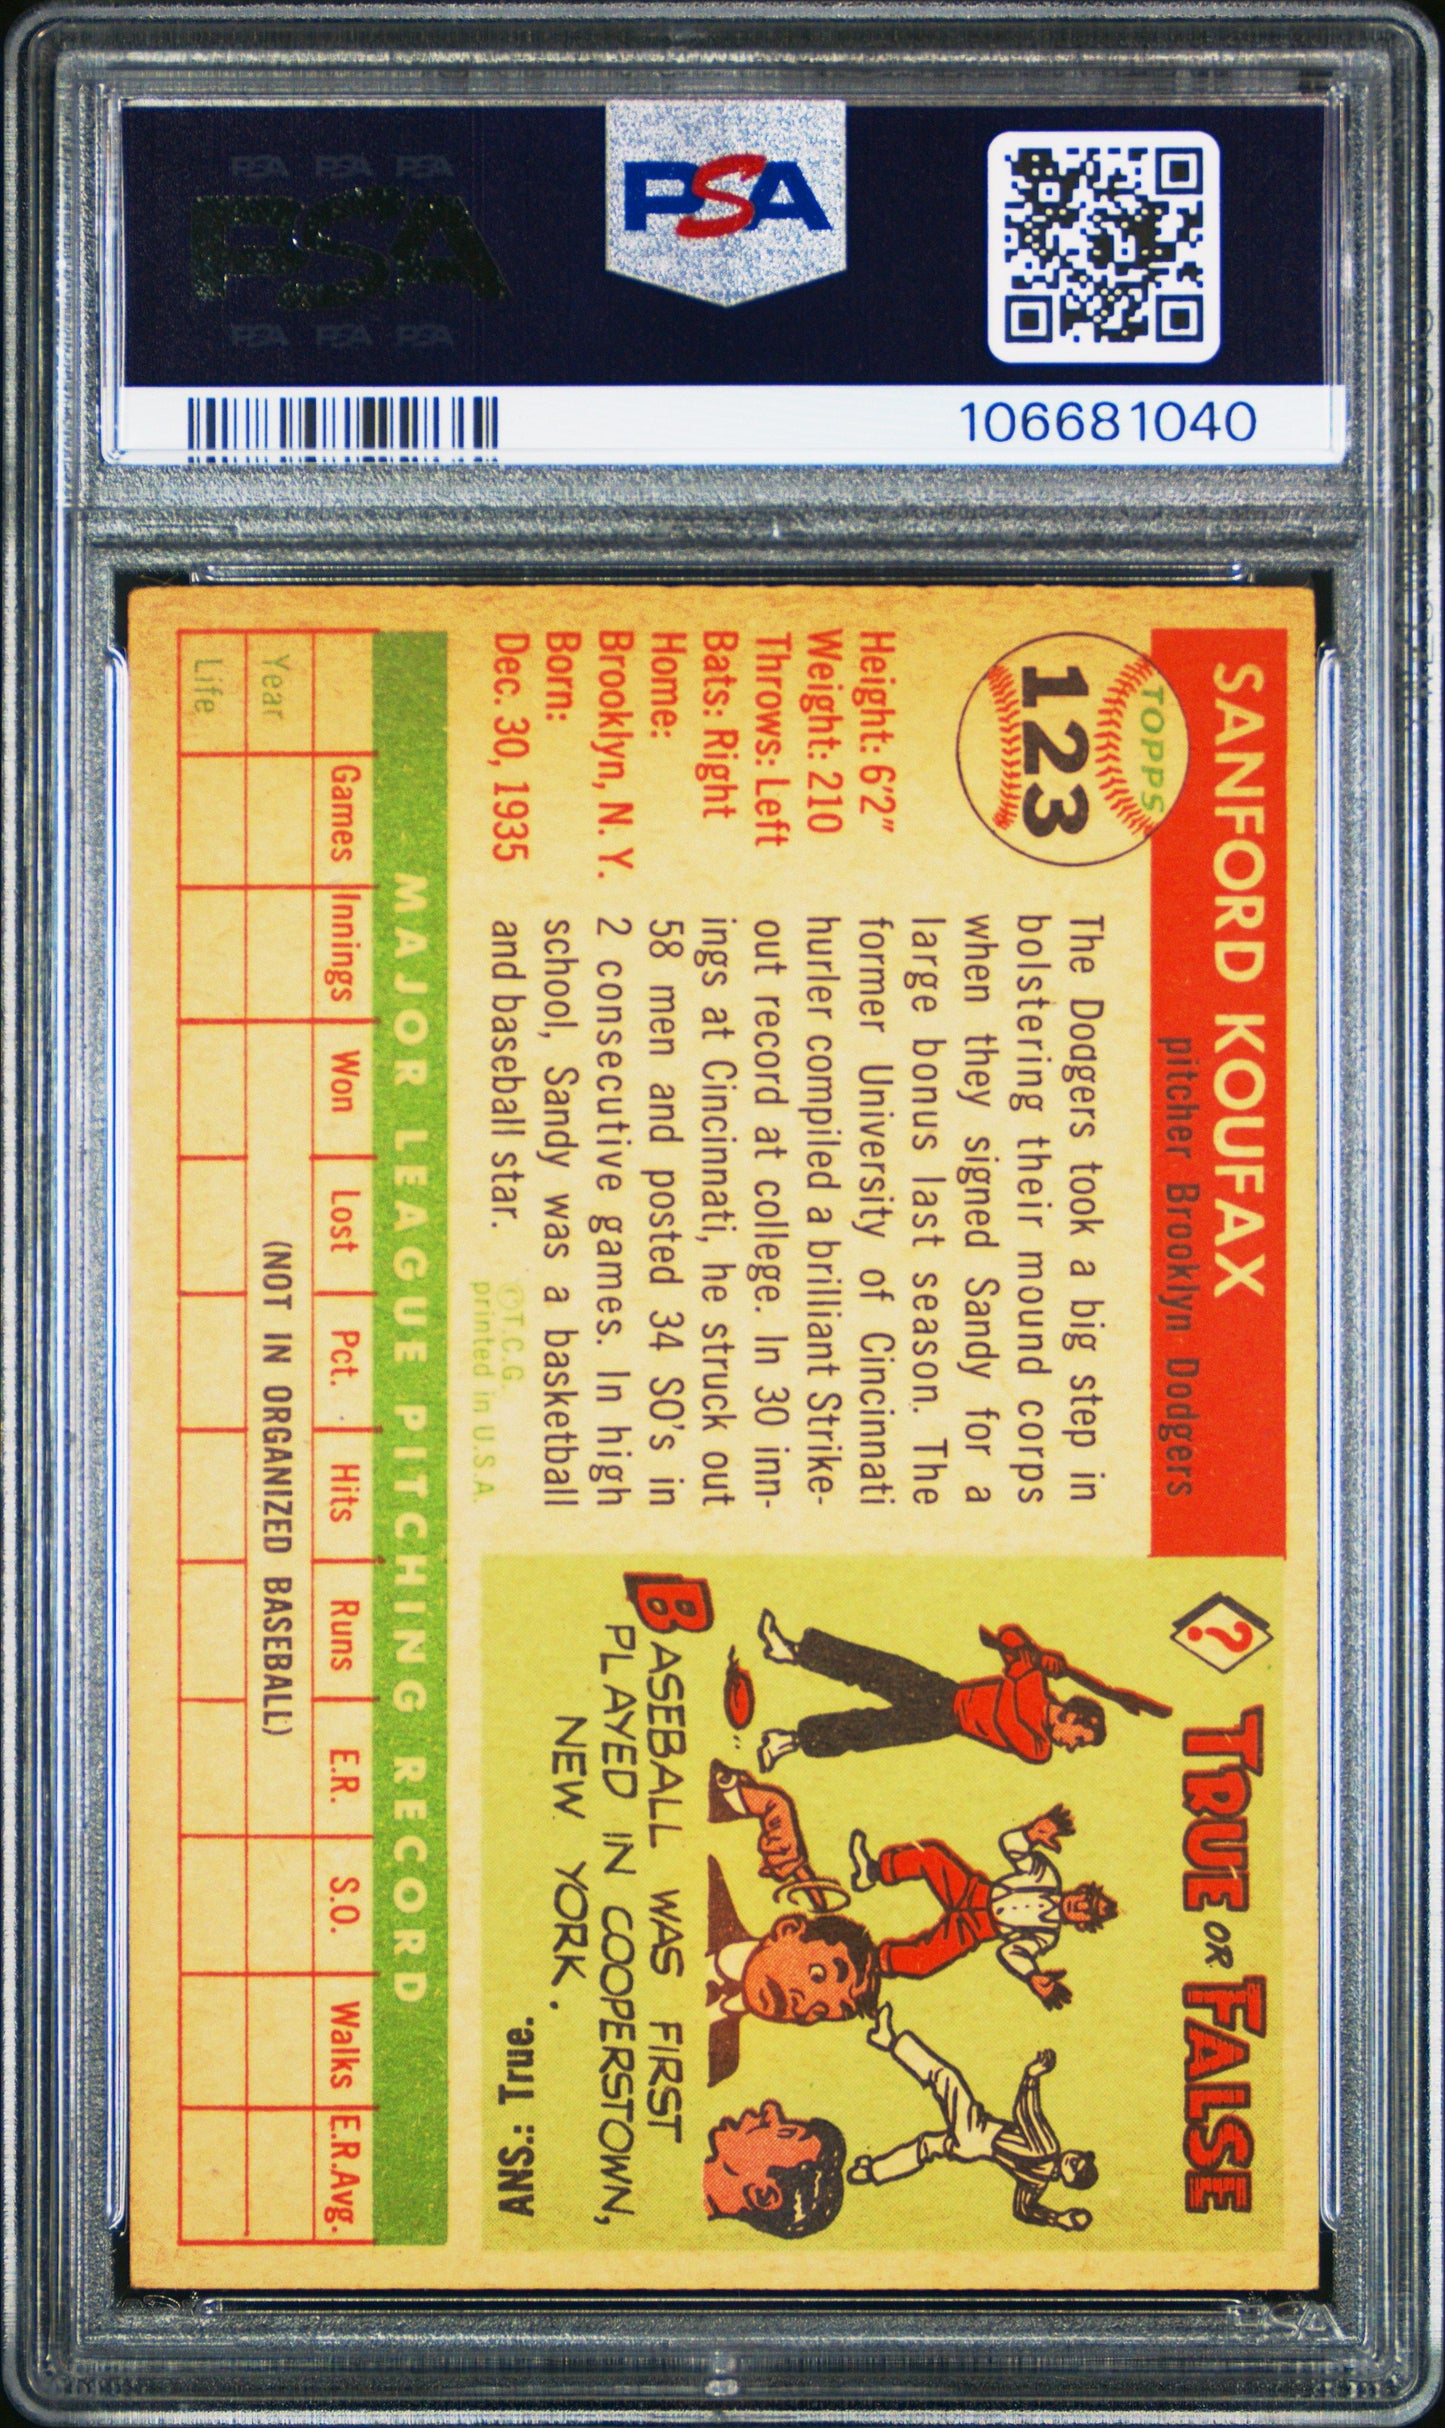 PSA PSA PSA
PSA
PSA PSA PSA
PSA
106681040
SANFORD KOUFAX
pitcher Brooklyn Dodgers
TOPPS
123
Height: 6'2"
Weight: 210
Throws: Left
Bats: Right
Home:
Brooklyn, N. Y.
Born:
Dec. 30, 1935
The Dodgers took a big step in
bolstering their mound corps
when they signed Sandy for a
large bonus last season. The
former University of Cincinnati
hurler compiled a brilliant Strike-
out record at college. In 30 inn-
ings at Cincinnati, he struck out
58 men and posted 34 SO's in
2 consecutive games. In high
school, Sandy was a basketball
and baseball star.
©T.C.G.
printed in U.S.A.
?
TRUE OR FALSE
BASEBALL WAS FIRST
PLAYED IN COOPERSTOWN,
NEW YORK.
ANS.: True.
MAJOR LEAGUE PITCHING RECORD
Games Innings Won Lost Pct. Hits Runs E.R. S.O. Walks E.R.Avg.
Year (NOT IN ORGANIZED BASEBALL)
Life
PSA